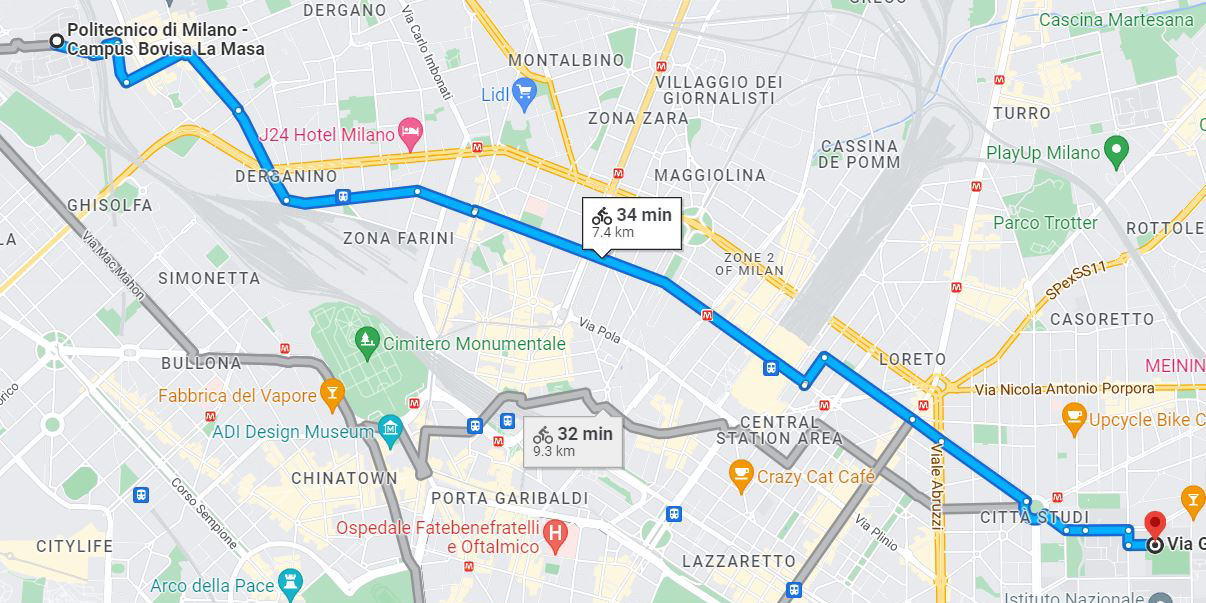 DERGANO
GRECO
Cascina Martesana
Politecnico di Milano -
Campus Bovisa La Masa
Via Carlo Imbonati
MONTALBINO
VILLAGGIO DEI
GIORNALISTI
Lidl
ZONA ZARA
TURRO
J24 Hotel Milano
CASSINA
DE POMM
PlayUp Milano
DERGANINO
MAGGIOLINA
GHISOLFA
34 min
7.4 km
Parco Trotter
ROTTOLE
ZONA FARINI
Via Mac Mahon
ZONE 2
OF MILAN
SIMONETTA
SPexSS11
CASORETTO
Via Pola
Cimitero Monumentale
BULLONA
LORETO
MEININ
Fabbrica del Vapore
Via Nicola Antonio Porpora
Upcycle Bike C
ADI Design Museum
32 min
9.3 km
CENTRAL
STATION AREA
Crazy Cat Café
Viale Abruzzi
CHINATOWN
PORTA GARIBALDI
Corso Sempione
CITTÀ STUDI
Ospedale Fatebenefratelli
e Oftalmico
Via Plinio
Via G
CITYLIFE
LAZZARETTO
Arco della Pace
Istituto Nazionale